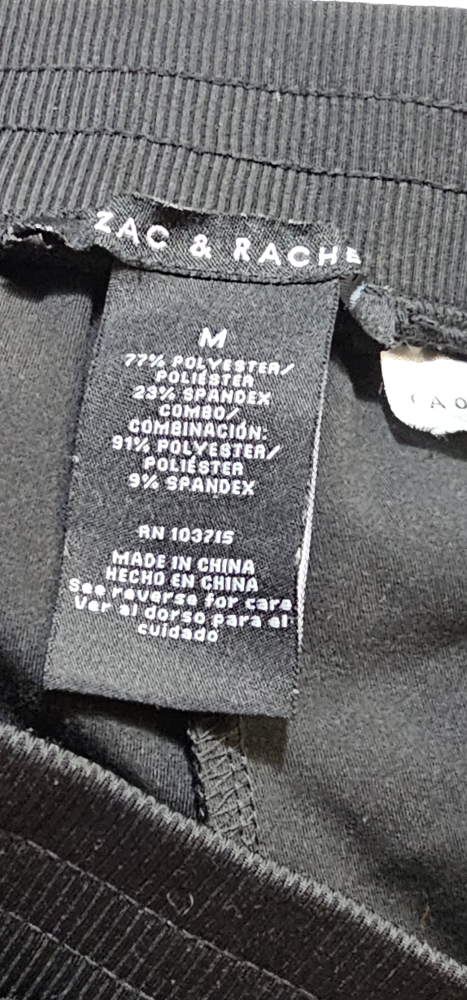 ZAC & RACHE
M
77% POLYESTER/
POLIÉSTER
23% SPANDEX
COMBO/
COMBINACIÓN:
91% POLYESTER/
POLIÉSTER
9% SPANDEX
RN 103715
MADE IN CHINA
HECHO EN CHINA
See reverse for care
Ver al dorso para el
cuidado